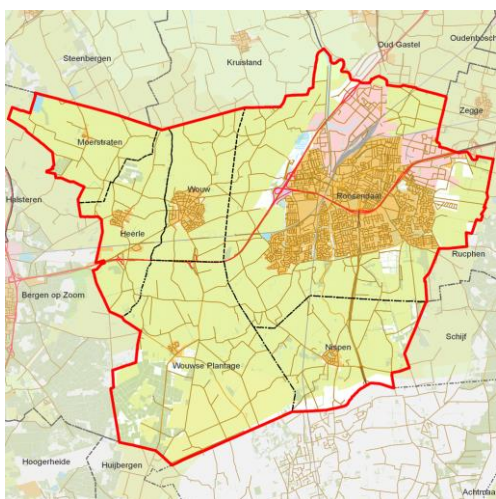 Oud Gastel
Oudenbosch
Steenbergen
Kruisland
Zegge
Moerstraten
Roosendaal
Wouw
Halsteren
Heerle
Rucphen
Bergen op Zoom
Schijf
Nispen
Wouwse Plantage
Hoogerheide
Huijbergen